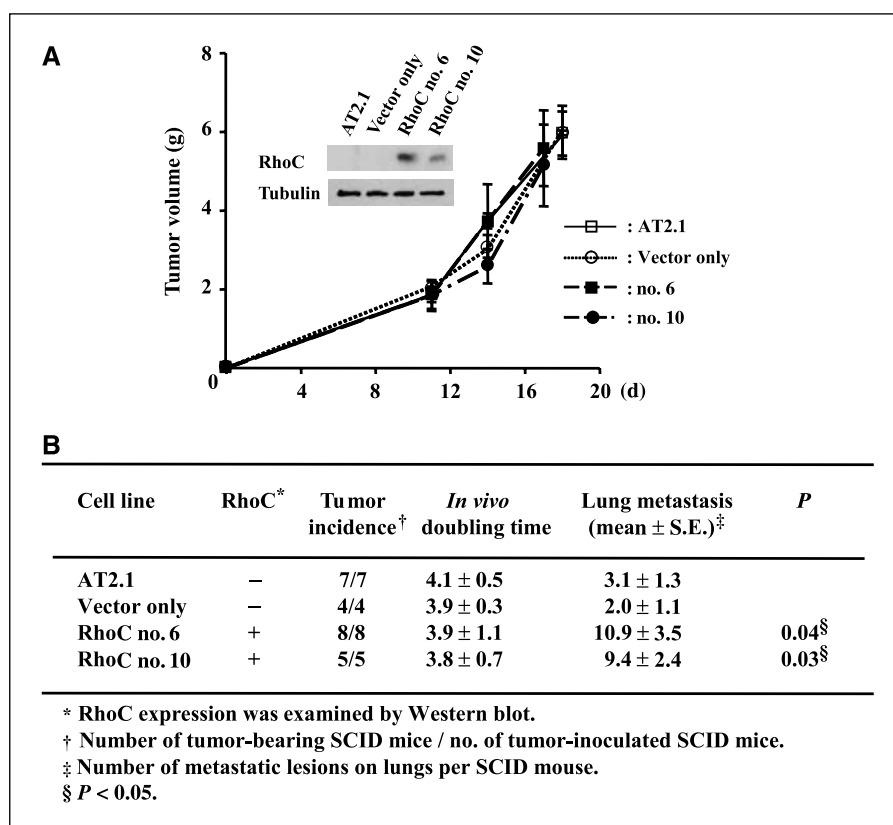 A
8
6
4
2
0
Tumor volume (g)
AT2.1
Vector only
RhoC no. 6
RhoC no. 10
RhoC
Tubulin
: AT2.1
: Vector only
: no. 6
: no. 10
4 8 12 16 20 (d)
B
Cell line RhoC* Tumor incidence† In vivo doubling time Lung metastasis (mean ± S.E.)‡ P
AT2.1 − 7/7 4.1 ± 0.5 3.1 ± 1.3
Vector only − 4/4 3.9 ± 0.3 2.0 ± 1.1
RhoC no. 6 + 8/8 3.9 ± 1.1 10.9 ± 3.5 0.04§
RhoC no. 10 + 5/5 3.8 ± 0.7 9.4 ± 2.4 0.03§
* RhoC expression was examined by Western blot.
† Number of tumor-bearing SCID mice / no. of tumor-inoculated SCID mice.
‡ Number of metastatic lesions on lungs per SCID mouse.
§ P < 0.05.